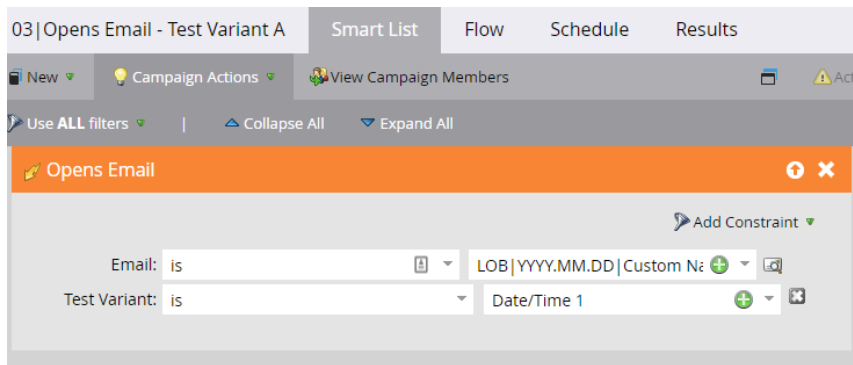 03|Opens Email - Test Variant A Smart List Flow Schedule Results
New Campaign Actions View Campaign Members Act
Use ALL filters | Collapse All Expand All
Opens Email
Add Constraint
Email: is LOB|YYYY.MM.DD|Custom Na
Test Variant: is Date/Time 1